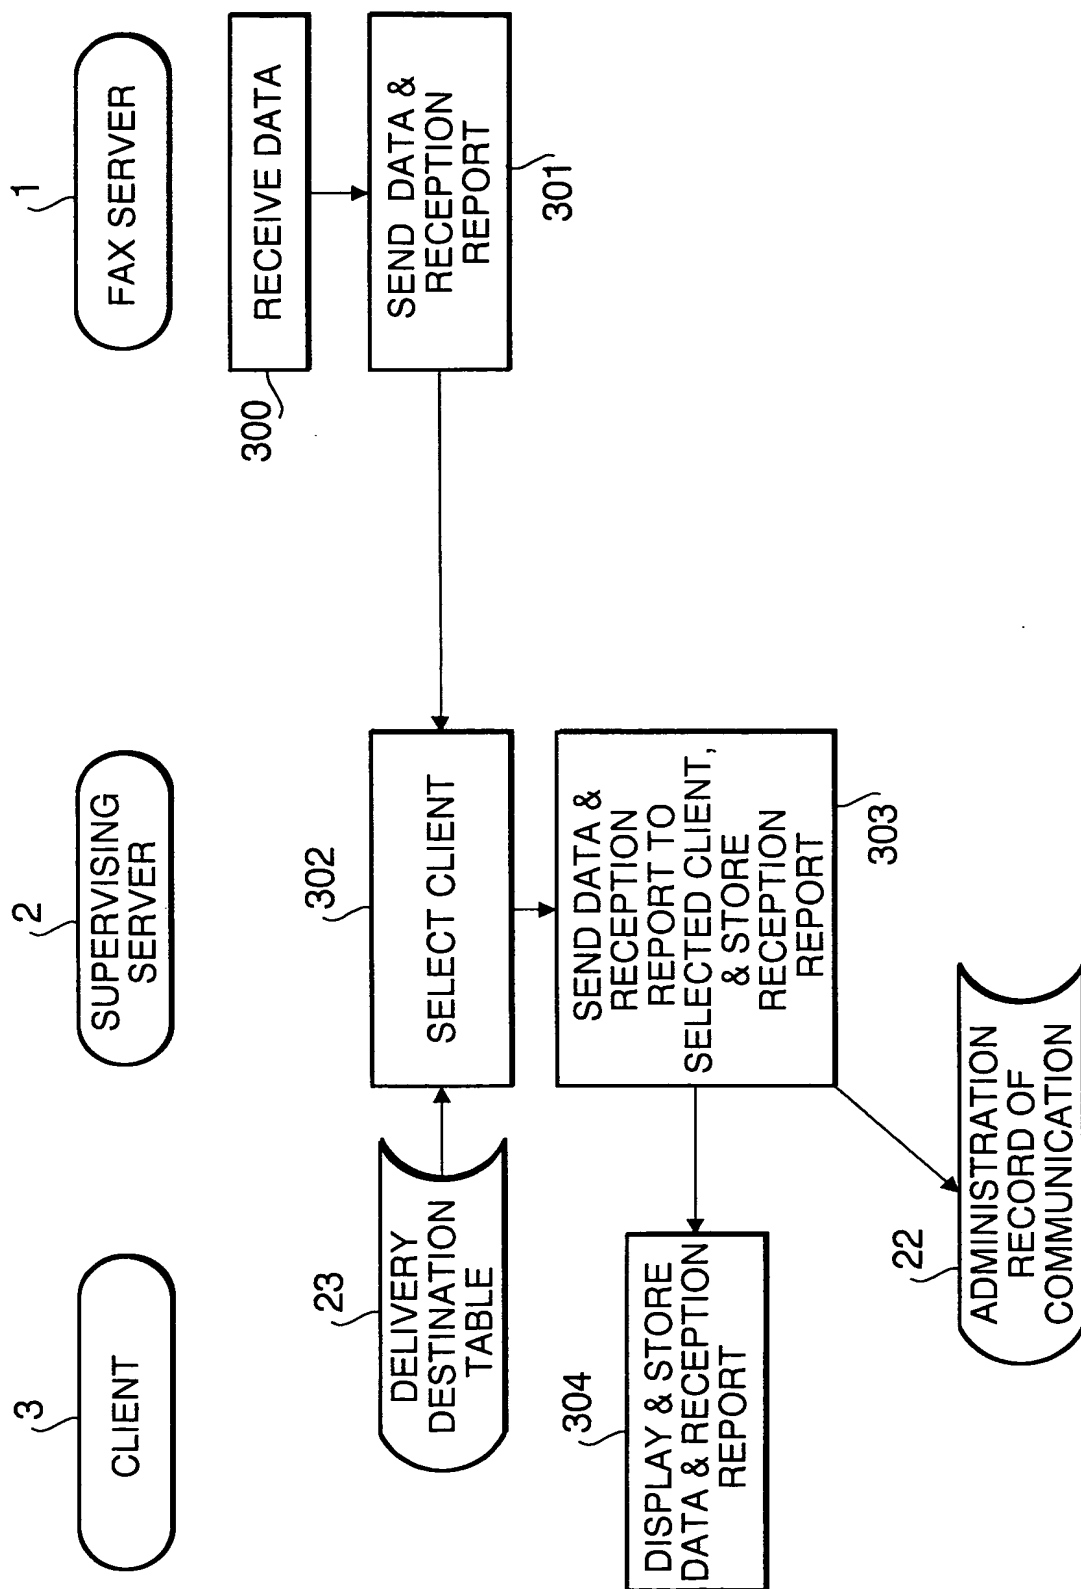 3
CLIENT
2
SUPERVISING
SERVER
1
FAX SERVER
300
RECEIVE DATA
SEND DATA &
RECEPTION
REPORT
301
23
DELIVERY
DESTINATION
TABLE
302
SELECT CLIENT
SEND DATA &
RECEPTION
REPORT TO
SELECTED CLIENT,
& STORE
RECEPTION
REPORT
303
304
DISPLAY & STORE
DATA & RECEPTION
REPORT
22
ADMINISTRATION
RECORD OF
COMMUNICATION